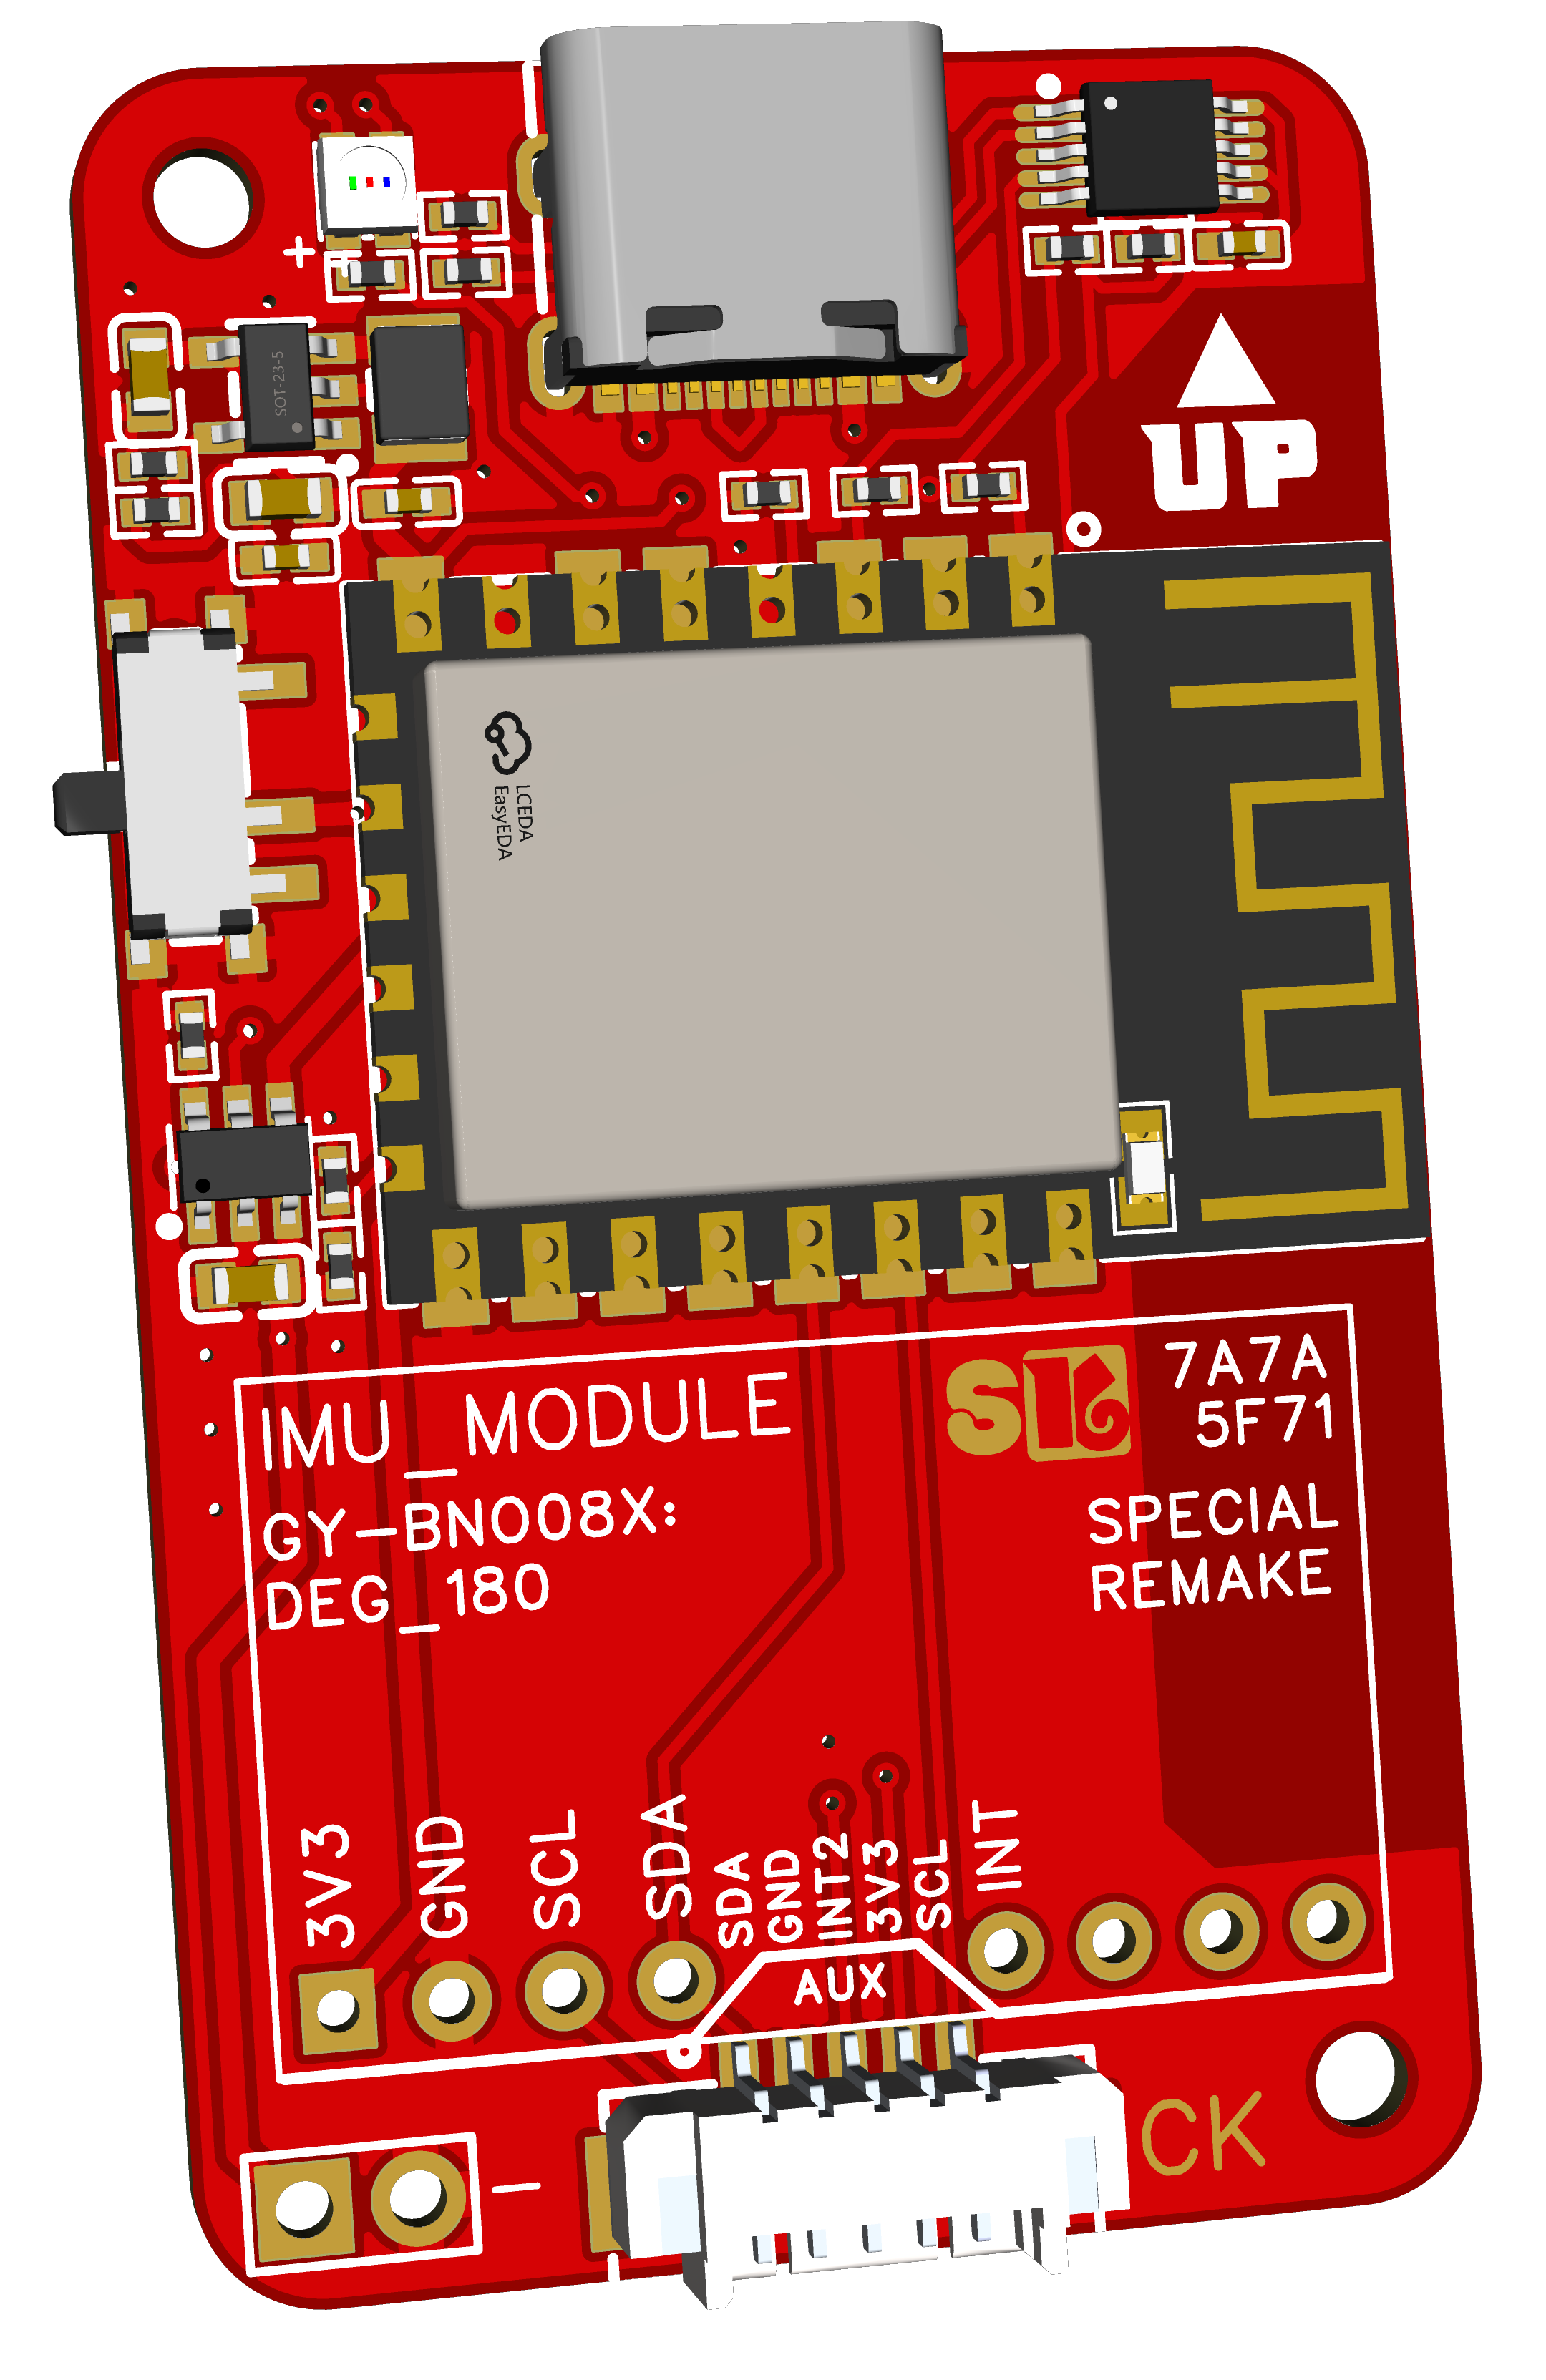 SOT-23-5
UP
LCEDA
EasyEDA
IMU_MODULE
GY-BNO08X:
DEG_180
7A7A
5F71
SPECIAL
REMAKE
3V3
GND
SCL
SDA
SDA
GND
INT2
3V3
SCL
INT
AUX
CK